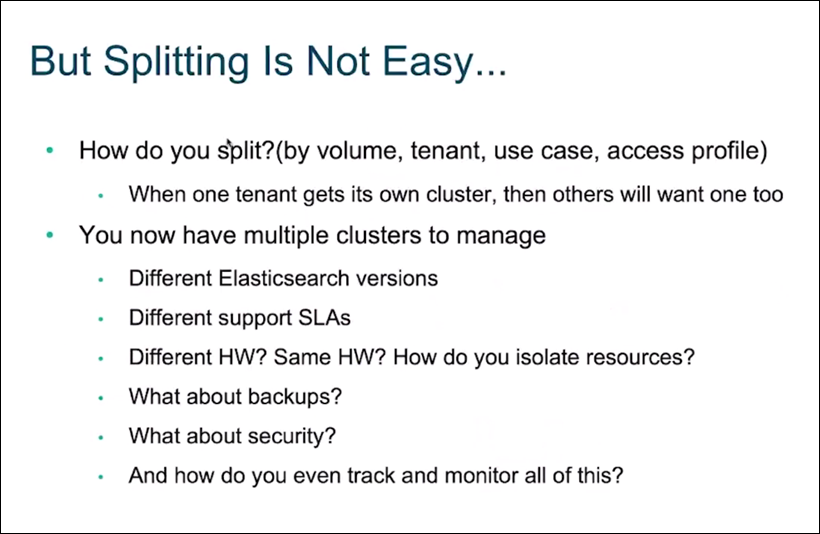 But Splitting Is Not Easy...
• How do you split?(by volume, tenant, use case, access profile)
• When one tenant gets its own cluster, then others will want one too
• You now have multiple clusters to manage
• Different Elasticsearch versions
• Different support SLAs
• Different HW? Same HW? How do you isolate resources?
• What about backups?
• What about security?
• And how do you even track and monitor all of this?